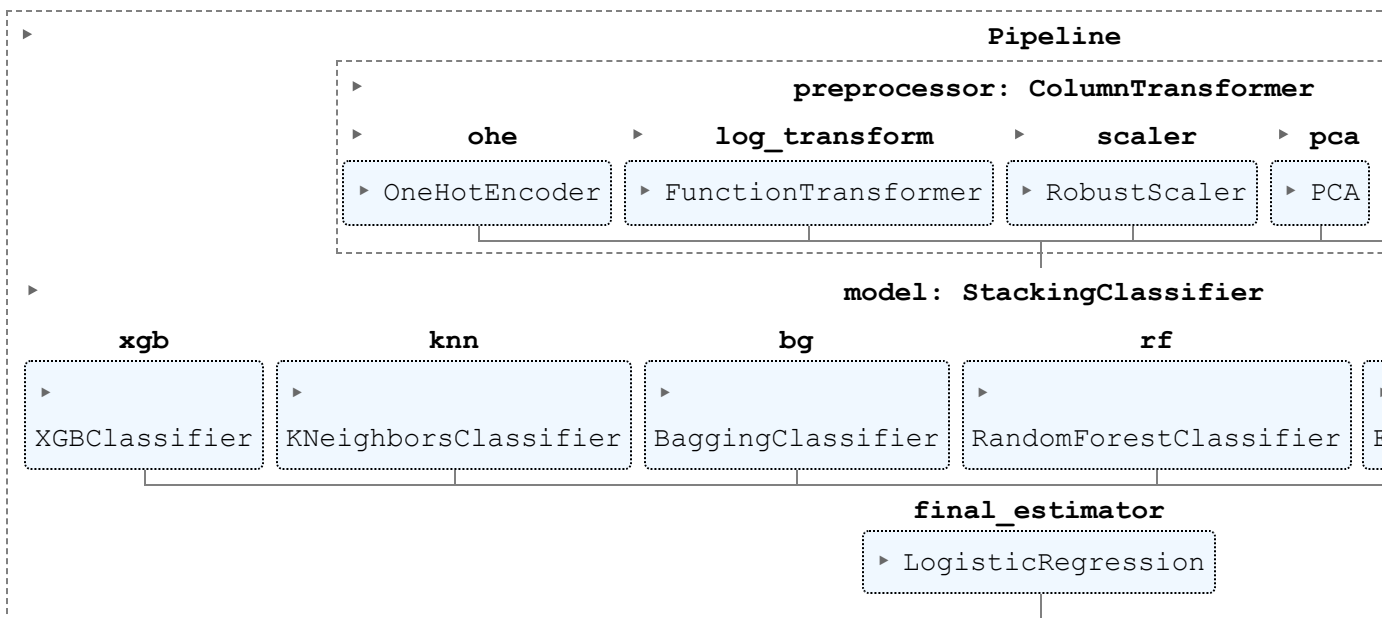 Pipeline
preprocessor: ColumnTransformer
ohe log_transform scaler pca
OneHotEncoder FunctionTransformer RobustScaler PCA
model: StackingClassifier
xgb knn bg rf
XGBClassifier KNeighborsClassifier BaggingClassifier RandomForestClassifier
final_estimator
LogisticRegression